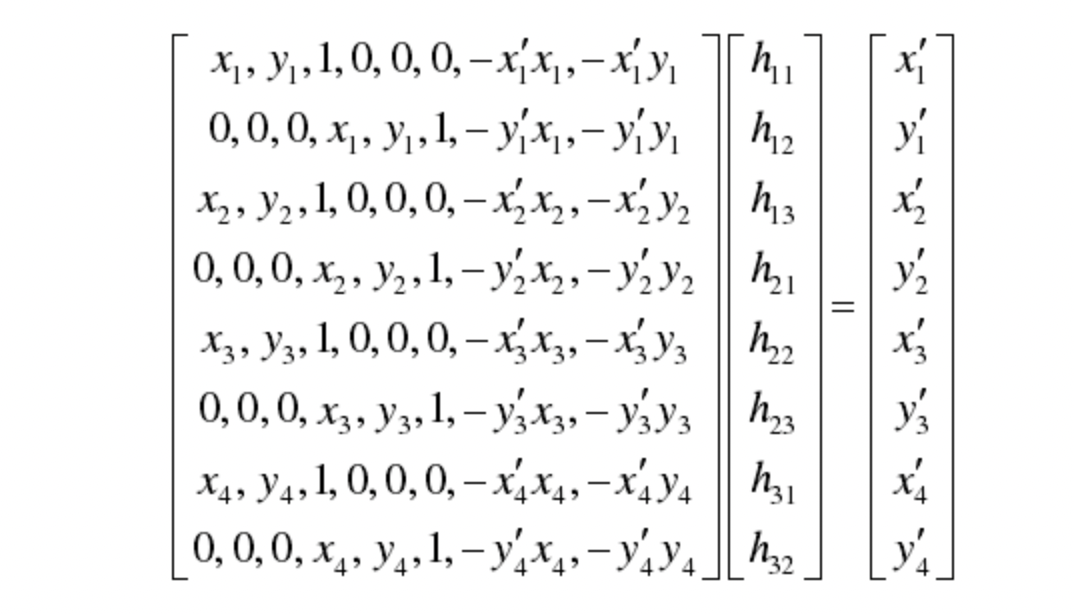 x₁, y₁, 1, 0, 0, 0, −x′₁x₁, −x′₁y₁ h₁₁ x′₁
0, 0, 0, x₁, y₁, 1, −y′₁x₁, −y′₁y₁ h₁₂ y′₁
x₂, y₂, 1, 0, 0, 0, −x′₂x₂, −x′₂y₂ h₁₃ x′₂
0, 0, 0, x₂, y₂, 1, −y′₂x₂, −y′₂y₂ h₂₁ y′₂
=
x₃, y₃, 1, 0, 0, 0, −x′₃x₃, −x′₃y₃ h₂₂ x′₃
0, 0, 0, x₃, y₃, 1, −y′₃x₃, −y′₃y₃ h₂₃ y′₃
x₄, y₄, 1, 0, 0, 0, −x′₄x₄, −x′₄y₄ h₃₁ x′₄
0, 0, 0, x₄, y₄, 1, −y′₄x₄, −y′₄y₄ h₃₂ y′₄